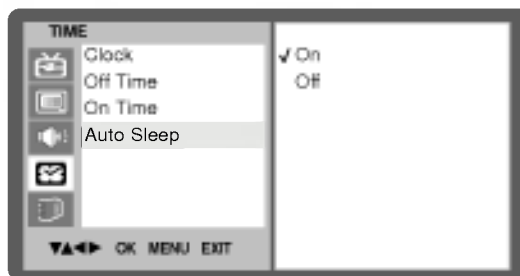 TIME
Clock
Off Time
On Time
Auto Sleep
√ On
Off
▼▲◀▶ OK MENU EXIT